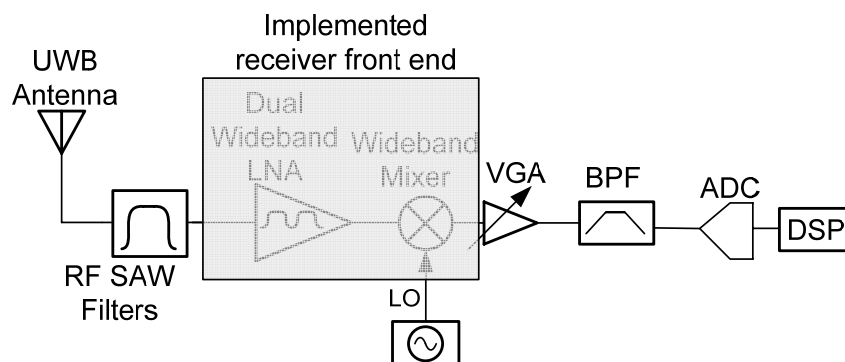 Implemented
receiver front end
UWB
Antenna
Dual
Wideband
LNA
Wideband
Mixer
VGA
BPF
ADC
DSP
RF SAW
Filters
LO